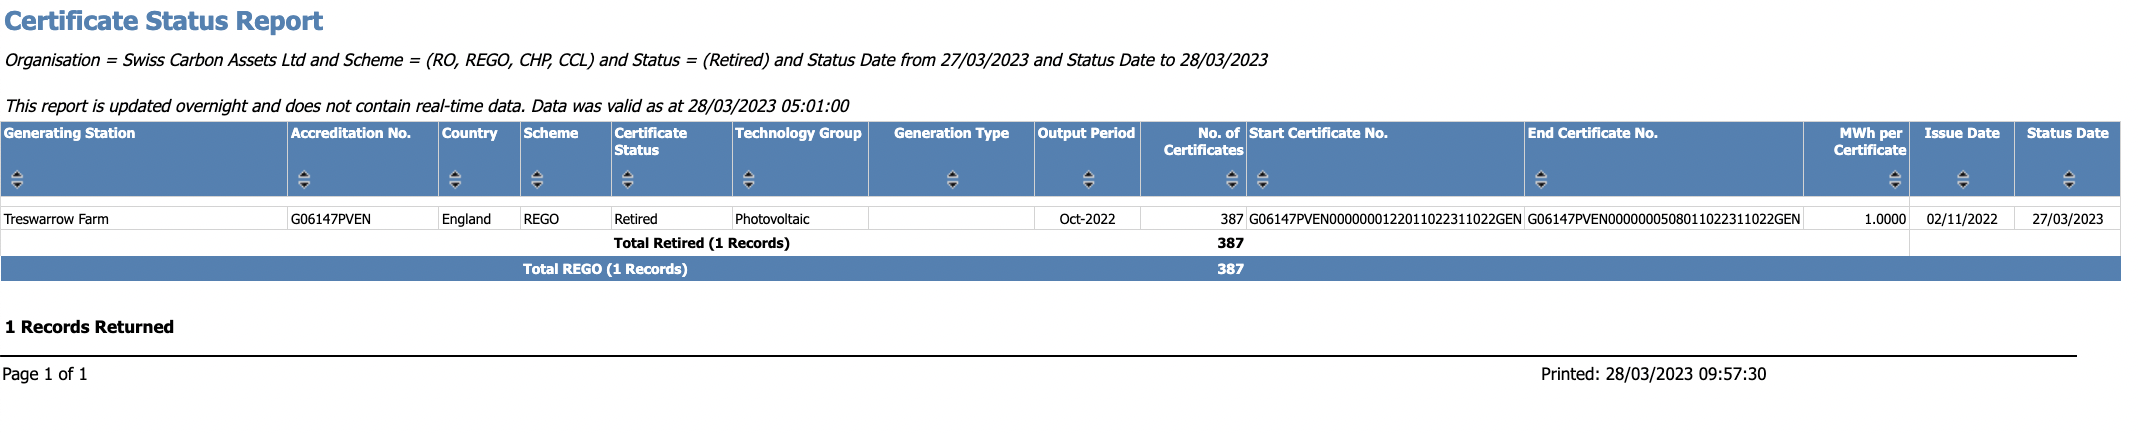 Certificate Status Report
Organisation = Swiss Carbon Assets Ltd and Scheme = (RO, REGO, CHP, CCL) and Status = (Retired) and Status Date from 27/03/2023 and Status Date to 28/03/2023
This report is updated overnight and does not contain real-time data. Data was valid as at 28/03/2023 05:01:00
Generating Station Accreditation No. Country Scheme Certificate Status Technology Group Generation Type Output Period No. of Certificates Start Certificate No. End Certificate No. MWh per Certificate Issue Date Status Date
Treswarrow Farm G06147PVEN England REGO Retired Photovoltaic Oct-2022 387 G06147PVEN0000000122011022311022GEN G06147PVEN0000000508011022311022GEN 1.0000 02/11/2022 27/03/2023
Total Retired (1 Records) 387
Total REGO (1 Records) 387
1 Records Returned
Page 1 of 1 Printed: 28/03/2023 09:57:30